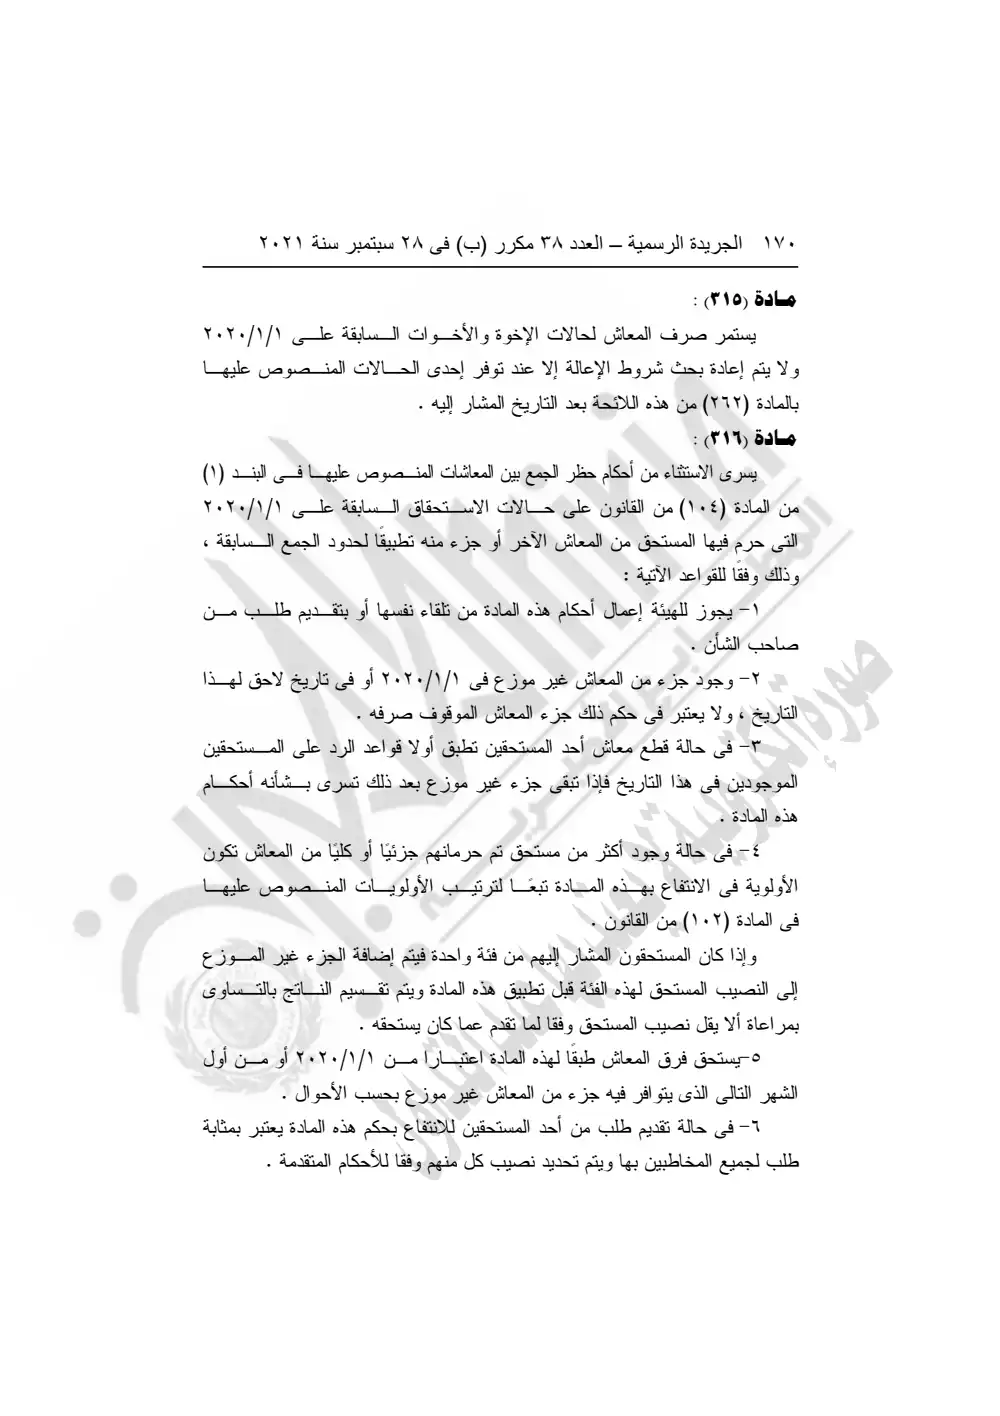 ١٧٠ الجريدة الرسمية – العدد ٣٨ مكرر (ب) فى ٢٨ سبتمبر سنة ٢٠٢١
مادة (٣١٥) :
يستمر صرف المعاش لحالات الإخوة والأخوات السابقة على ٢٠٢٠/١/١
ولا يتم إعادة بحث شروط الإعالة إلا عند توفر إحدى الحالات المنصوص عليها
بالمادة (٢٦٢) من هذه اللائحة بعد التاريخ المشار إليه .
مادة (٣١٦) :
يسرى الاستثناء من أحكام حظر الجمع بين المعاشات المنصوص عليها فى البند (١)
من المادة (١٠٤) من القانون على حالات الاستحقاق السابقة على ٢٠٢٠/١/١
التى حرم فيها المستحق من المعاش الآخر أو جزء منه تطبيقًا لحدود الجمع السابقة ،
وذلك وفقًا للقواعد الآتية :
١- يجوز للهيئة إعمال أحكام هذه المادة من تلقاء نفسها أو بتقديم طلب من
صاحب الشأن .
٢- وجود جزء من المعاش غير موزع فى ٢٠٢٠/١/١ أو فى تاريخ لاحق لهذا
التاريخ ، ولا يعتبر فى حكم ذلك جزء المعاش الموقوف صرفه .
٣- فى حالة قطع معاش أحد المستحقين تطبق أولا قواعد الرد على المستحقين
الموجودين فى هذا التاريخ فإذا تبقى جزء غير موزع بعد ذلك تسرى بشأنه أحكام
هذه المادة .
٤- فى حالة وجود أكثر من مستحق تم حرمانهم جزئيًا أو كليًا من المعاش تكون
الأولوية فى الانتفاع بهذه المادة تبعًا لترتيب الأولويات المنصوص عليها
فى المادة (١٠٢) من القانون .
وإذا كان المستحقون المشار إليهم من فئة واحدة فيتم إضافة الجزء غير الموزع
إلى النصيب المستحق لهذه الفئة قبل تطبيق هذه المادة ويتم تقسيم الناتج بالتساوى
بمراعاة ألا يقل نصيب المستحق وفقا لما تقدم عما كان يستحقه .
٥-يستحق فرق المعاش طبقًا لهذه المادة اعتبارا من ٢٠٢٠/١/١ أو من أول
الشهر التالى الذى يتوافر فيه جزء من المعاش غير موزع بحسب الأحوال .
٦- فى حالة تقديم طلب من أحد المستحقين للانتفاع بحكم هذه المادة يعتبر بمثابة
طلب لجميع المخاطبين بها ويتم تحديد نصيب كل منهم وفقا للأحكام المتقدمة .